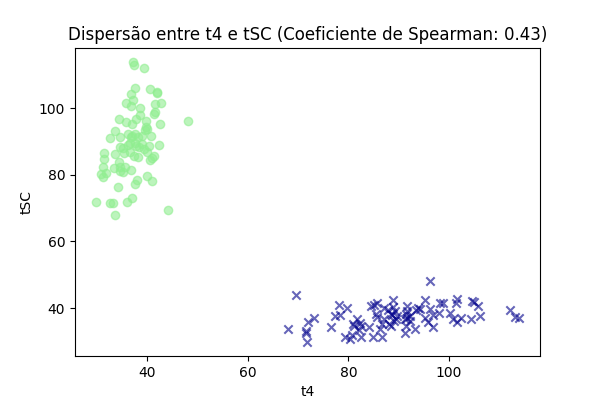 Dispersão entre t4 e tSC (Coeficiente de Spearman: 0.43)
100
80
60
40
tSC
40 60 80 100
t4